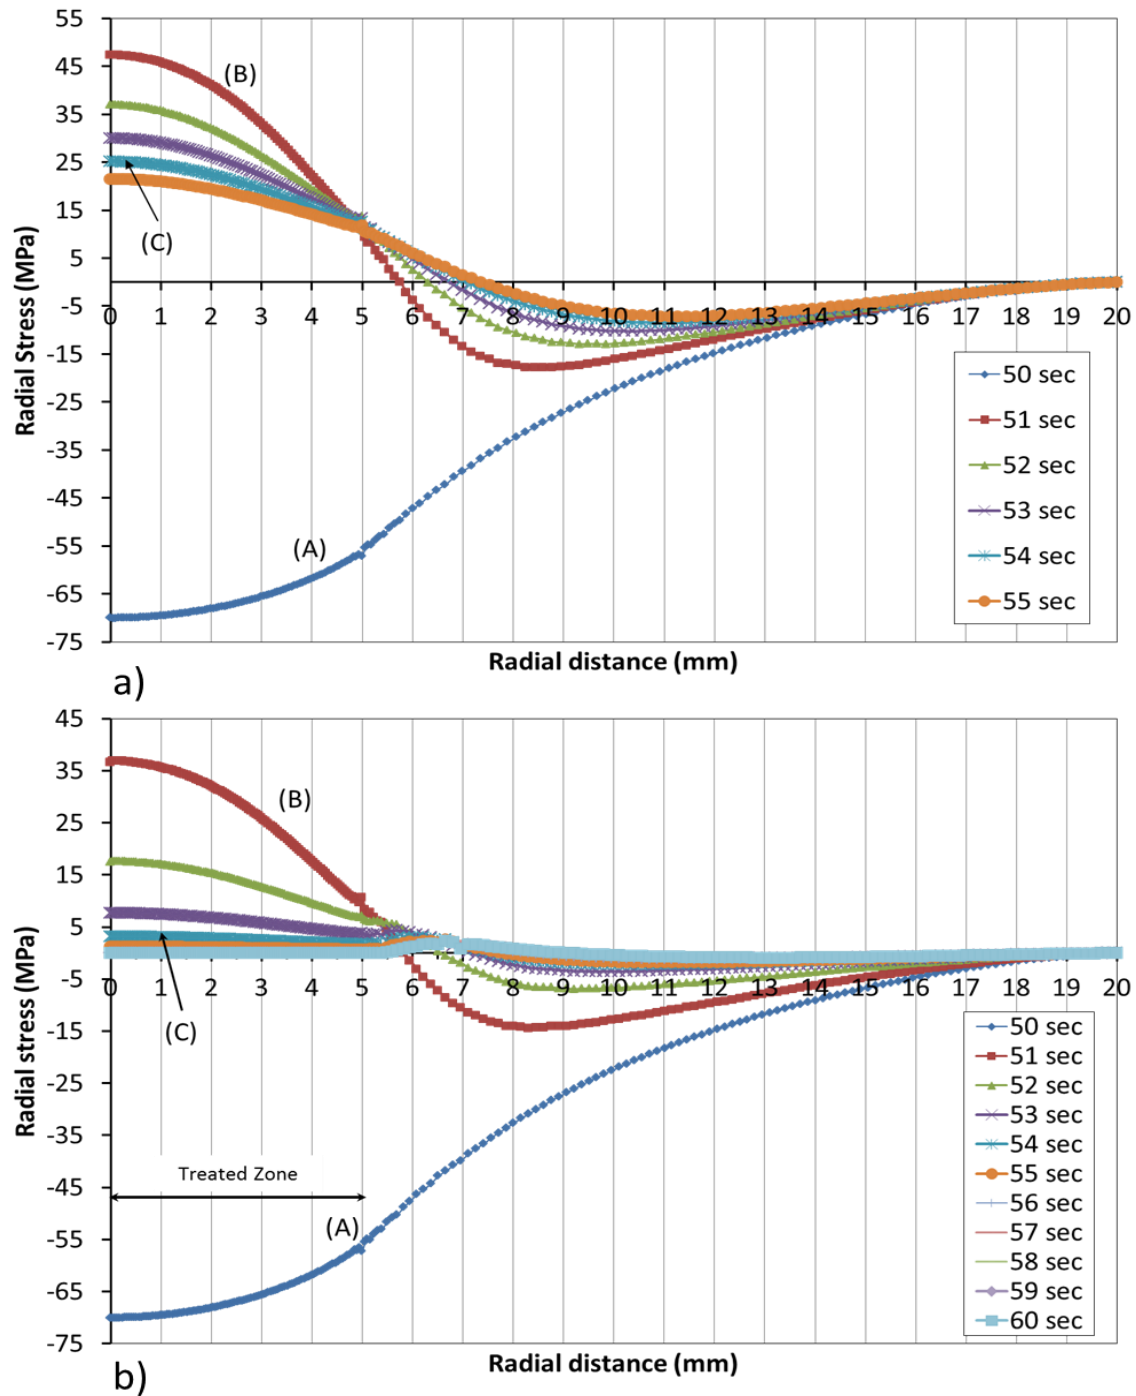 55
45
35
25
15
5
-5
-15
-25
-35
-45
-55
-65
-75
Radial Stress (MPa)
(B)
(C)
(A)
0 1 2 3 4 5 6 7 8 9 10 11 12 13 14 15 16 17 18 19 20
50 sec
51 sec
52 sec
53 sec
54 sec
55 sec
Radial distance (mm)
a)
45
35
25
15
5
-5
-15
-25
-35
-45
-55
-65
-75
Radial stress (MPa)
(B)
(C)
0 1 2 3 4 5 6 7 8 9 10 11 12 13 14 15 16 17 18 19 20
Treated Zone
(A)
50 sec
51 sec
52 sec
53 sec
54 sec
55 sec
56 sec
57 sec
58 sec
59 sec
60 sec
Radial distance (mm)
b)